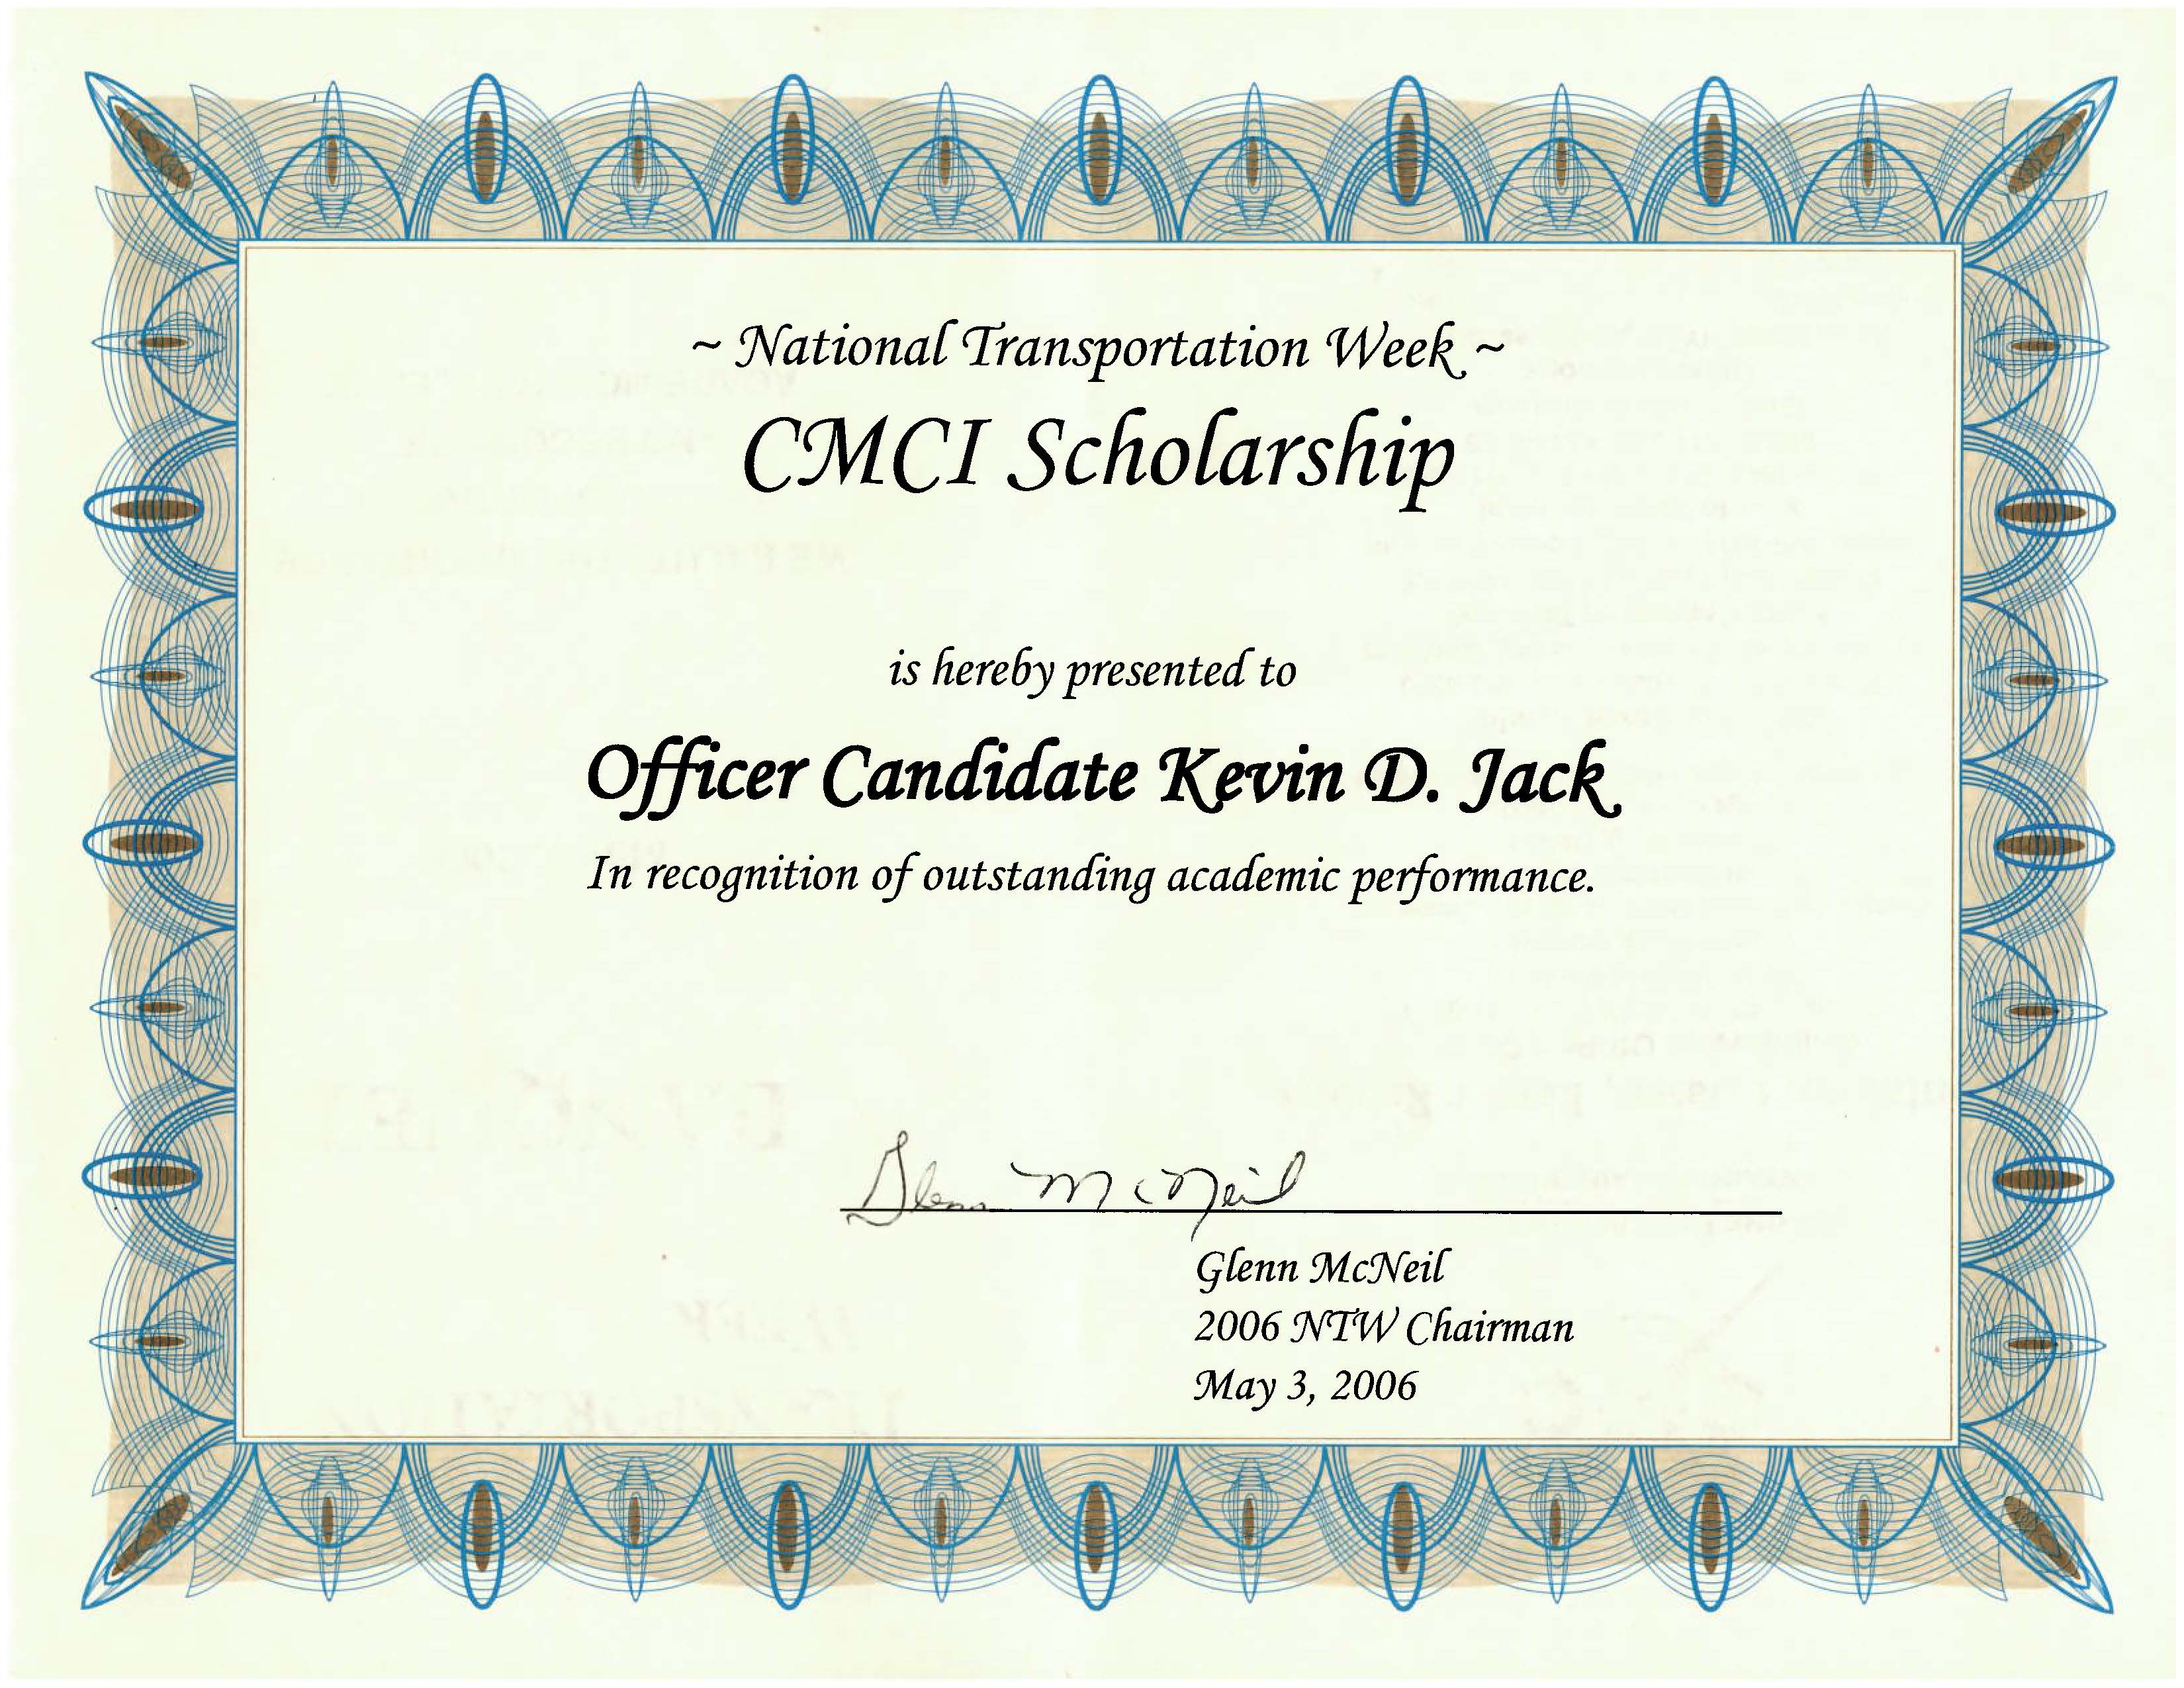 ~ National Transportation Week ~
CMCI Scholarship
is hereby presented to
Officer Candidate Kevin D. Jack
In recognition of outstanding academic performance.
Glenn McNeil
Glenn McNeil
2006 NTW Chairman
May 3, 2006